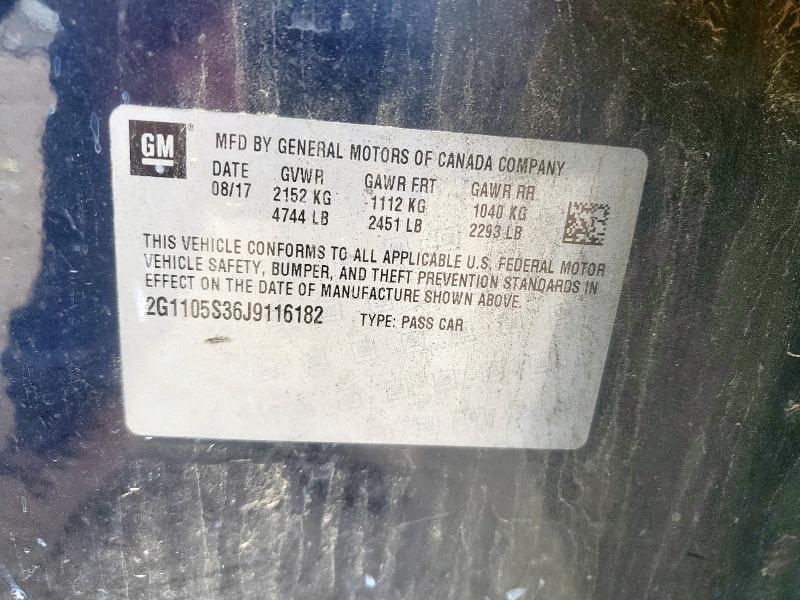 GM MFD BY GENERAL MOTORS OF CANADA COMPANY
DATE GVWR GAWR FRT GAWR RR
08/17 2152 KG 1112 KG 1040 KG
4744 LB 2451 LB 2293 LB
THIS VEHICLE CONFORMS TO ALL APPLICABLE U.S. FEDERAL MOTOR
VEHICLE SAFETY, BUMPER, AND THEFT PREVENTION STANDARDS IN
EFFECT ON THE DATE OF MANUFACTURE SHOWN ABOVE.
2G1105S36J9116182 TYPE: PASS CAR